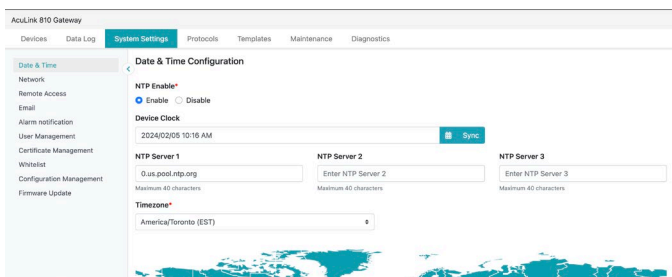 AcuLink 810 Gateway
Devices Data Log System Settings Protocols Templates Maintenance Diagnostics
Date & Time
Network
Remote Access
Email
Alarm notification
User Management
Certificate Management
Whitelist
Configuration Management
Firmware Update
Date & Time Configuration
NTP Enable*
Enable Disable
Device Clock
2024/02/05 10:16 AM Sync
NTP Server 1 NTP Server 2 NTP Server 3
0.us.pool.ntp.org Enter NTP Server 2 Enter NTP Server 3
Maximum 40 characters Maximum 40 characters Maximum 40 characters
Timezone*
America/Toronto (EST)